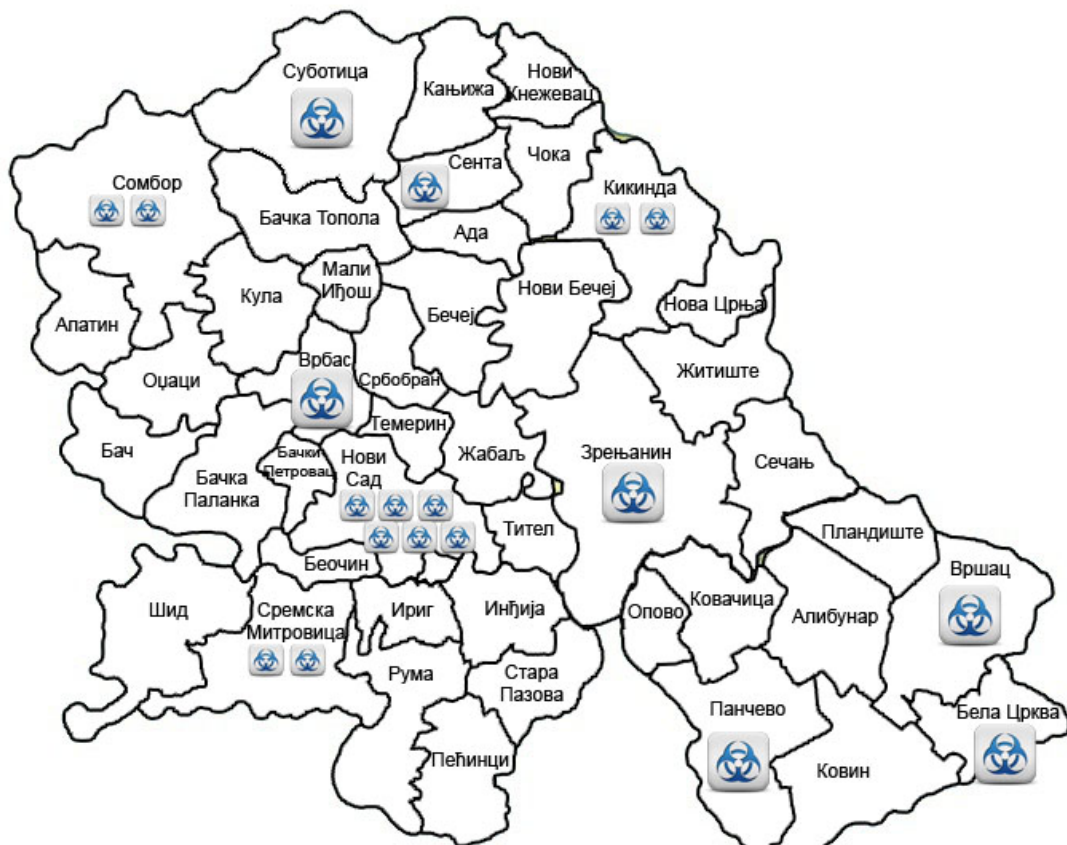 Суботица
Кањижа
Нови
Кнежевац
Сомбор
Сента
Чока
Кикинда
Бачка Топола
Ада
Мали
Иђош
Кула
Бечеј
Нови Бечеј
Нова Црња
Апатин
Врбас
Србобран
Житиште
Оџаци
Темерин
Бач
Бачка
Паланка
Бачки
Петровац
Нови
Сад
Жабаљ
Зрењанин
Сечањ
Тител
Пландиште
Беочин
Шид
Сремска
Митровица
Ириг
Инђија
Опово
Ковачица
Алибунар
Вршац
Рума
Стара
Пазова
Панчево
Бела Црква
Пећинци
Ковин